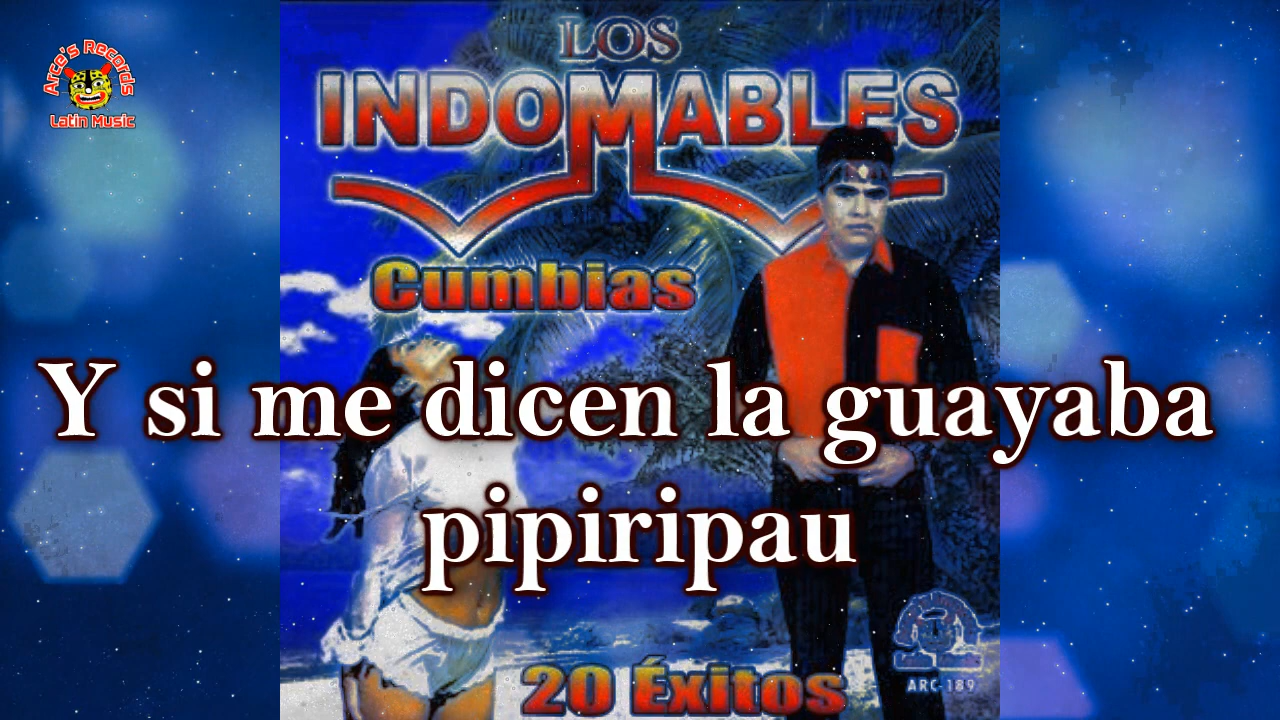 Arce's Records
Latin Music
LOS
INDOMABLES
Cumbias
Y si me dicen la guayaba
pipiripau
20 Éxitos
ARC-189